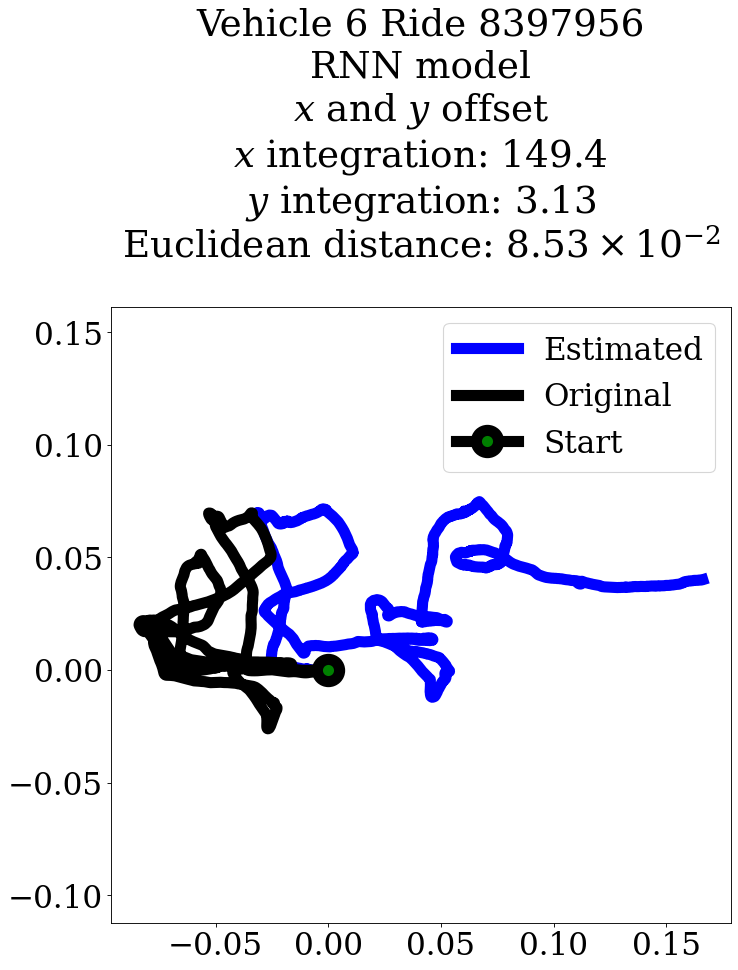 Vehicle 6 Ride 8397956
RNN model
x and y offset
x integration: 149.4
y integration: 3.13
Euclidean distance: 8.53 × 10⁻²
Estimated
Original
Start
0.15
0.10
0.05
0.00
−0.05
−0.10
−0.05 0.00 0.05 0.10 0.15